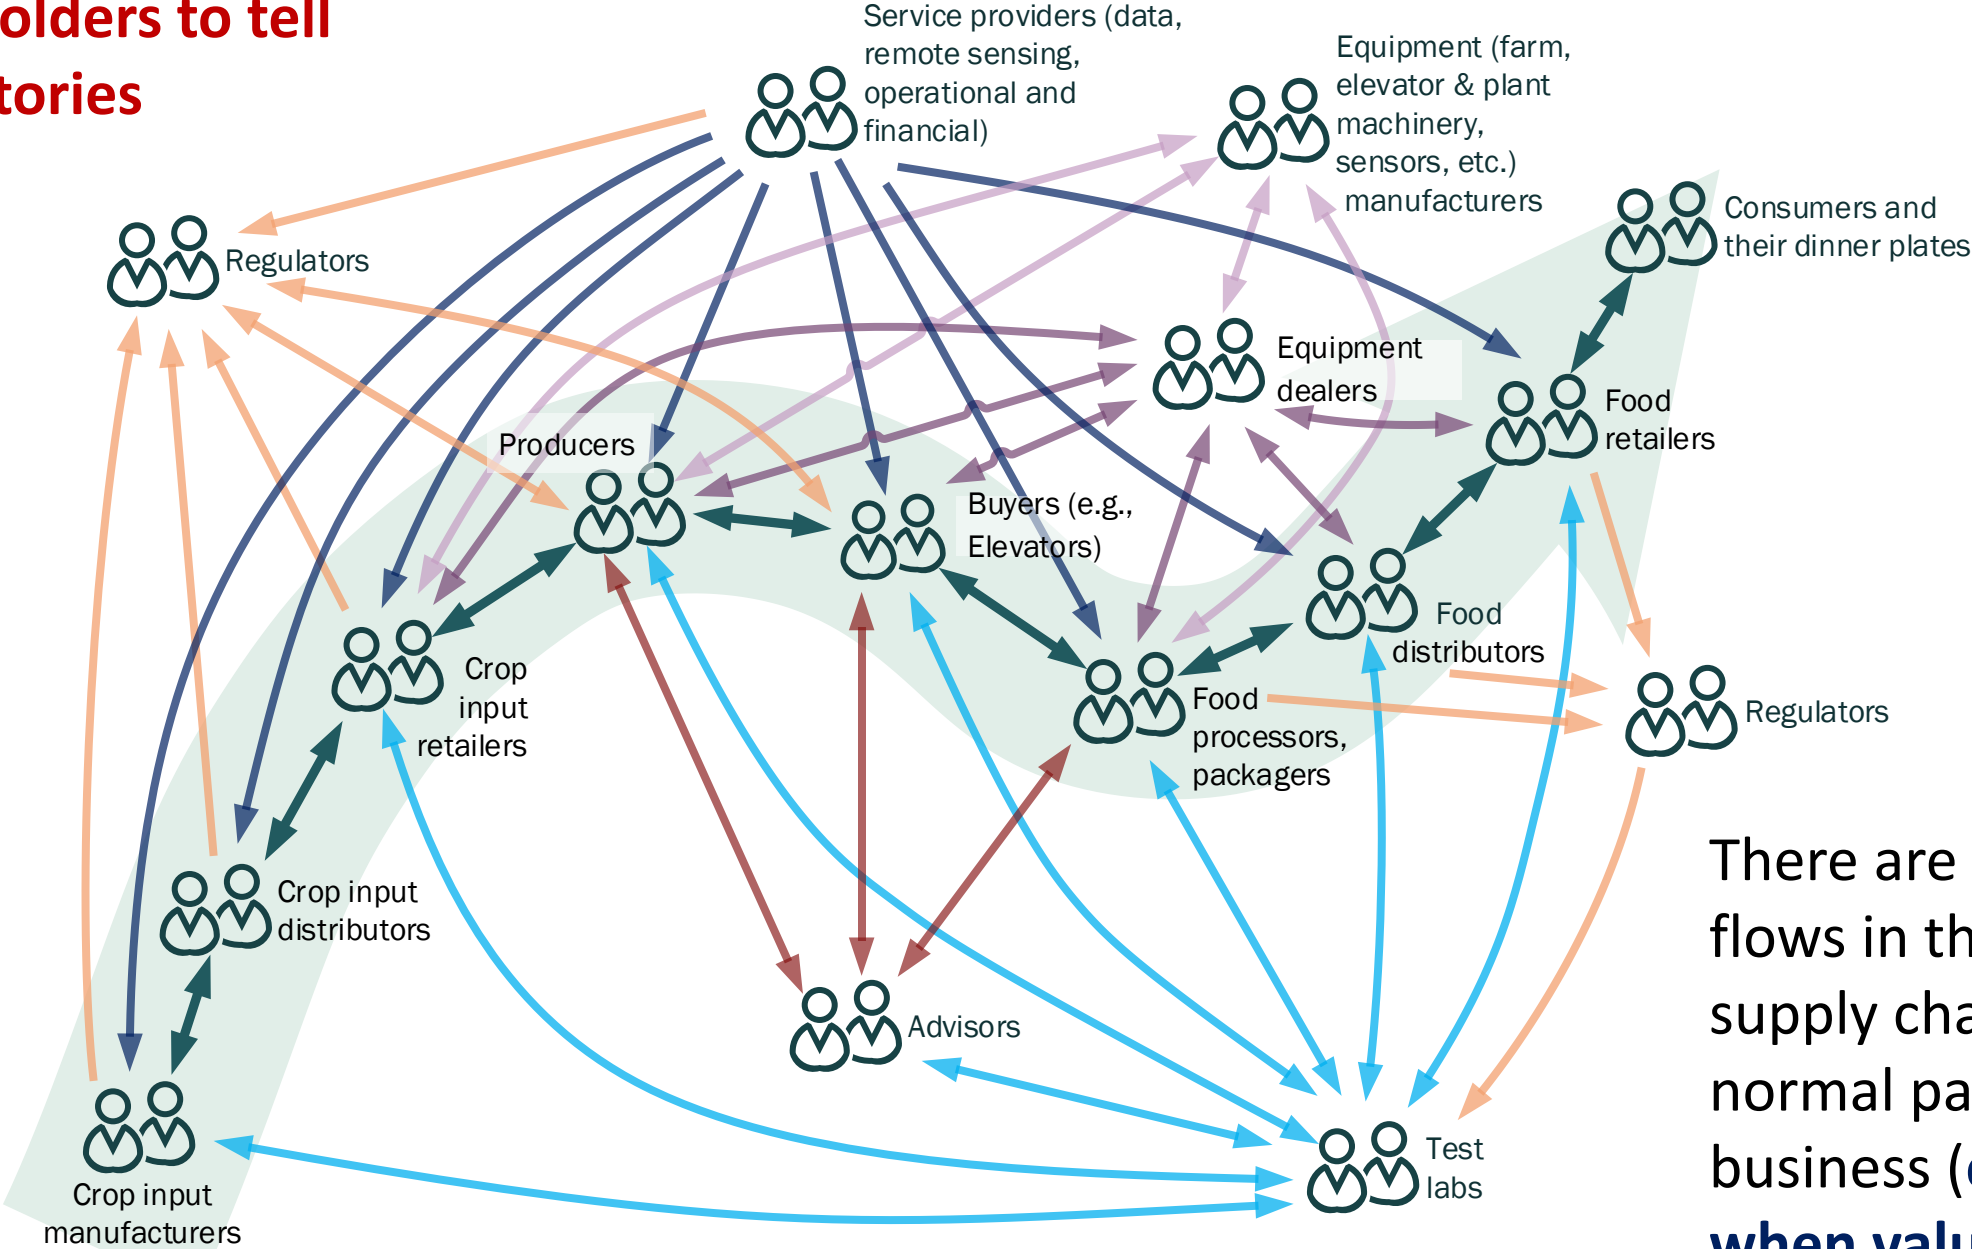 olders to tell
tories
Service providers (data,
remote sensing,
operational and
financial)
Equipment (farm,
elevator & plant
machinery,
sensors, etc.)
manufacturers
Consumers and
their dinner plates
Regulators
Equipment
dealers
Food
retailers
Producers
Buyers (e.g.,
Elevators)
Food
distributors
Crop
input
retailers
Food
processors,
packagers
Regulators
Crop input
distributors
Advisors
Test
labs
Crop input
manufacturers
There are
flows in th
supply cha
normal pa
business (
when valu